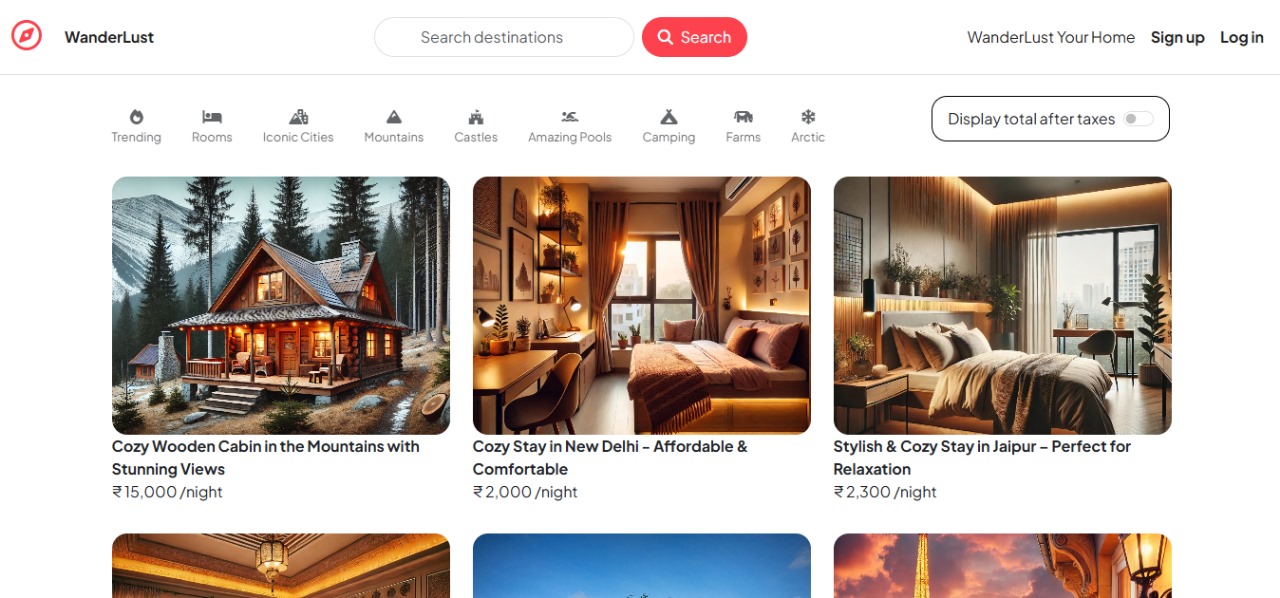 WanderLust
Search destinations
Search
WanderLust Your Home
Sign up
Log in
Trending
Rooms
Iconic Cities
Mountains
Castles
Amazing Pools
Camping
Farms
Arctic
Display total after taxes
Cozy Wooden Cabin in the Mountains with
Stunning Views
₹ 15,000 /night
Cozy Stay in New Delhi – Affordable &
Comfortable
₹ 2,000 /night
Stylish & Cozy Stay in Jaipur – Perfect for
Relaxation
₹ 2,300 /night